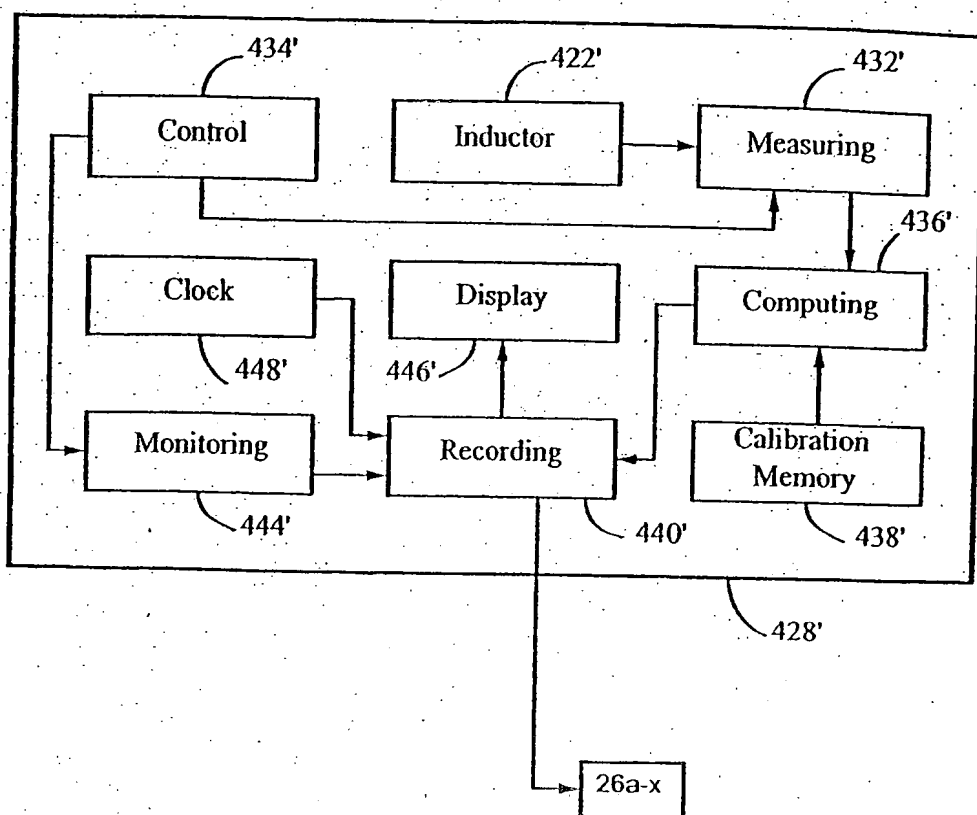 434'
422'
432'
Control
Inductor
Measuring
436'
Clock
Display
Computing
448'
446'
Monitoring
Recording
Calibration
Memory
444'
440'
438'
428'
26a-x